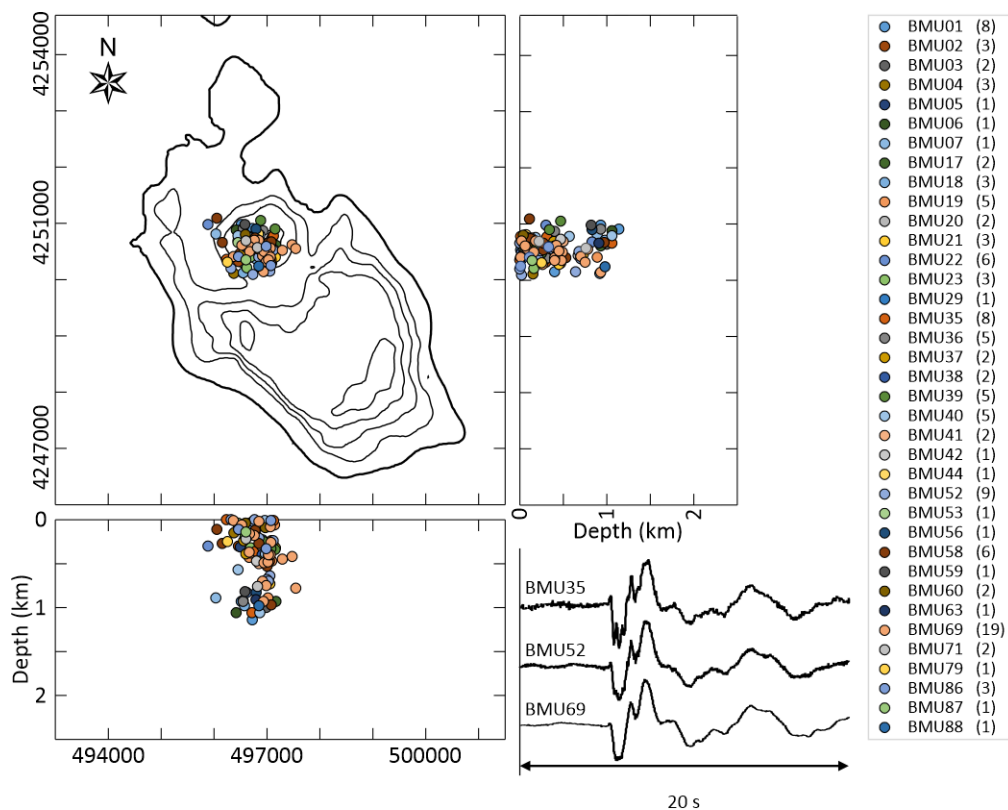 N
4254000
4251000
4247000
0
1
2
Depth (km)
0
1
2
Depth (km)
494000
497000
500000
BMU35
BMU52
BMU69
20 s
BMU01 (8)
BMU02 (3)
BMU03 (2)
BMU04 (3)
BMU05 (1)
BMU06 (1)
BMU07 (1)
BMU17 (2)
BMU18 (3)
BMU19 (5)
BMU20 (2)
BMU21 (3)
BMU22 (6)
BMU23 (3)
BMU29 (1)
BMU35 (8)
BMU36 (5)
BMU37 (2)
BMU38 (2)
BMU39 (5)
BMU40 (5)
BMU41 (2)
BMU42 (1)
BMU44 (1)
BMU52 (9)
BMU53 (1)
BMU56 (1)
BMU58 (6)
BMU59 (1)
BMU60 (2)
BMU63 (1)
BMU69 (19)
BMU71 (2)
BMU79 (1)
BMU86 (3)
BMU87 (1)
BMU88 (1)